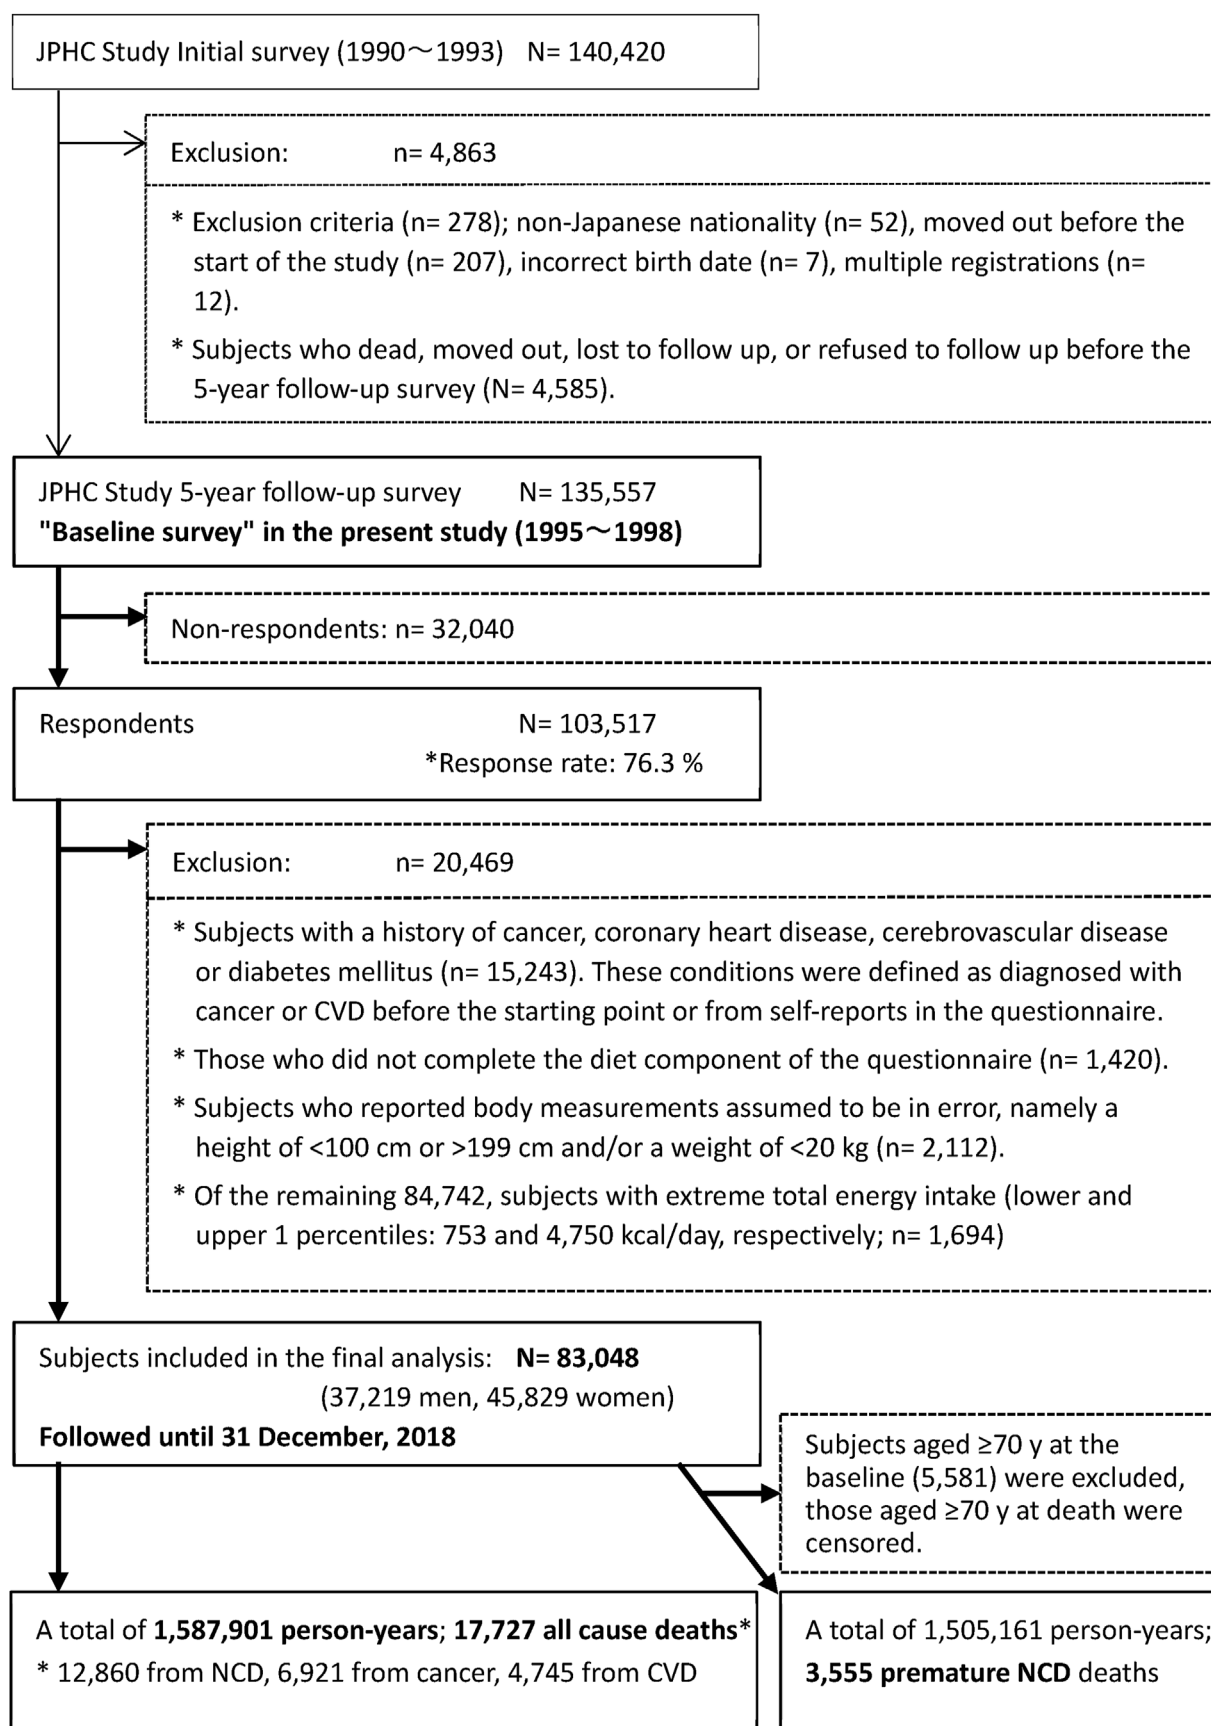 JPHC Study Initial survey (1990～1993) N= 140,420
Exclusion: n= 4,863
* Exclusion criteria (n= 278); non-Japanese nationality (n= 52), moved out before the
start of the study (n= 207), incorrect birth date (n= 7), multiple registrations (n=
12).
* Subjects who dead, moved out, lost to follow up, or refused to follow up before the
5-year follow-up survey (N= 4,585).
JPHC Study 5-year follow-up survey N= 135,557
"Baseline survey" in the present study (1995～1998)
Non-respondents: n= 32,040
Respondents N= 103,517
*Response rate: 76.3 %
Exclusion: n= 20,469
* Subjects with a history of cancer, coronary heart disease, cerebrovascular disease
or diabetes mellitus (n= 15,243). These conditions were defined as diagnosed with
cancer or CVD before the starting point or from self-reports in the questionnaire.
* Those who did not complete the diet component of the questionnaire (n= 1,420).
* Subjects who reported body measurements assumed to be in error, namely a
height of <100 cm or >199 cm and/or a weight of <20 kg (n= 2,112).
* Of the remaining 84,742, subjects with extreme total energy intake (lower and
upper 1 percentiles: 753 and 4,750 kcal/day, respectively; n= 1,694)
Subjects included in the final analysis: N= 83,048
(37,219 men, 45,829 women)
Followed until 31 December, 2018
Subjects aged ≥70 y at the
baseline (5,581) were excluded,
those aged ≥70 y at death were
censored.
A total of 1,587,901 person-years; 17,727 all cause deaths*
* 12,860 from NCD, 6,921 from cancer, 4,745 from CVD
A total of 1,505,161 person-years;
3,555 premature NCD deaths